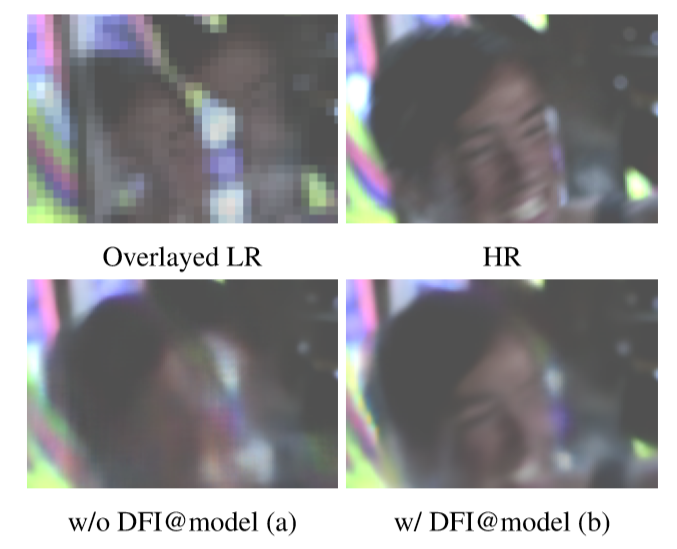 Overlayed LR
HR
w/o DFI@model (a)
w/ DFI@model (b)